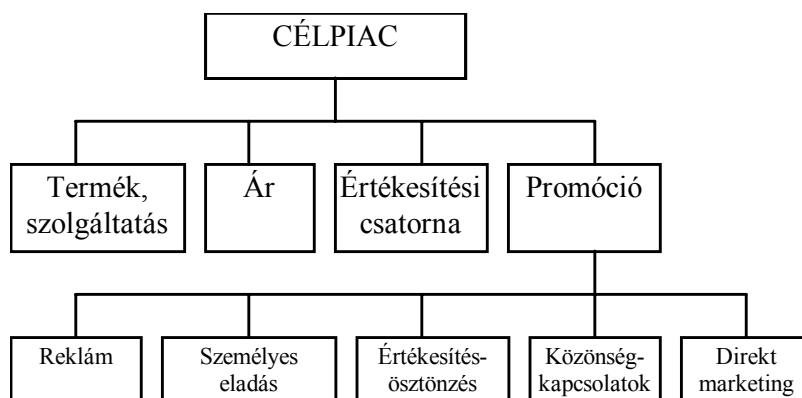 CÉLPIAC
Termék,
szolgáltatás
Ár
Értékesítési
csatorna
Promóció
Reklám
Személyes
eladás
Értékesítés-
ösztönzés
Közönség-
kapcsolatok
Direkt
marketing